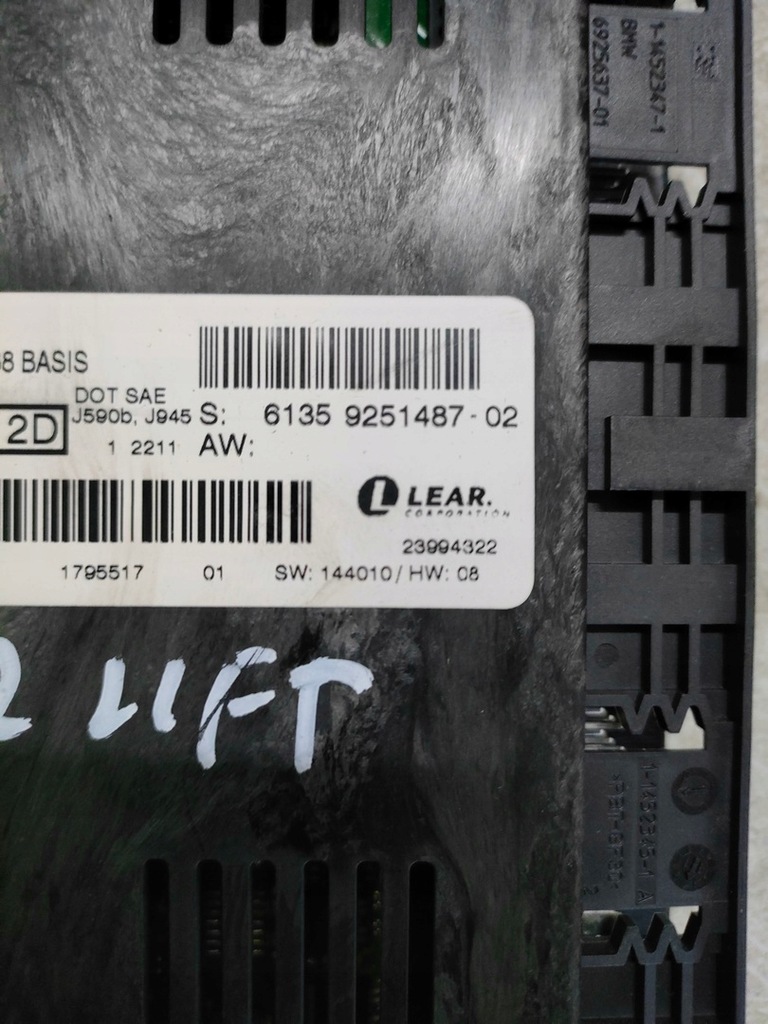 1-1452347-1
BMW
6925637-01
8 BASIS
DOT SAE
J590b, J945
2D
1 2211
S: 6135 9251487-02
AW:
LEAR.
CORPORATION
23994322
1795517 01 SW: 144010 / HW: 08
LIFT